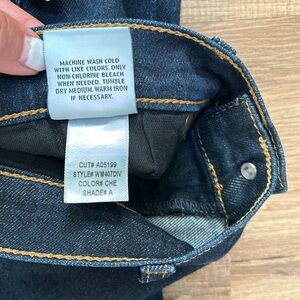 MACHINE WASH COLD
WITH LIKE COLORS. ONLY
NON-CHLORINE BLEACH
WHEN NEEDED. TUMBLE
DRY MEDIUM. WARM IRON
IF NECESSARY.
CUT# A05199
STYLE# WM407DIV
COLOR# CHE
SHADE# A